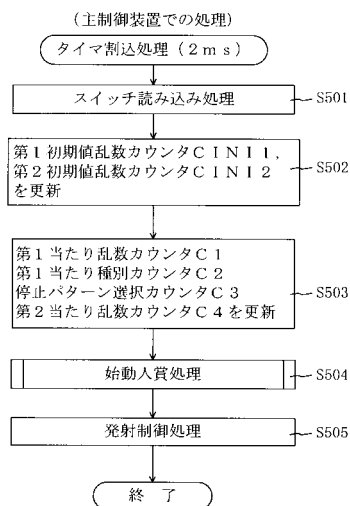 （主制御装置での処理）
タイマ割込処理（２ｍｓ）
スイッチ読み込み処理
S501
第１初期値乱数カウンタＣＩＮＩ１，
第２初期値乱数カウンタＣＩＮＩ２
を更新
S502
第１当たり乱数カウンタＣ１
第１当たり種別カウンタＣ２
停止パターン選択カウンタＣ３
第２当たり乱数カウンタＣ４を更新
S503
始動入賞処理
S504
発射制御処理
S505
終　了